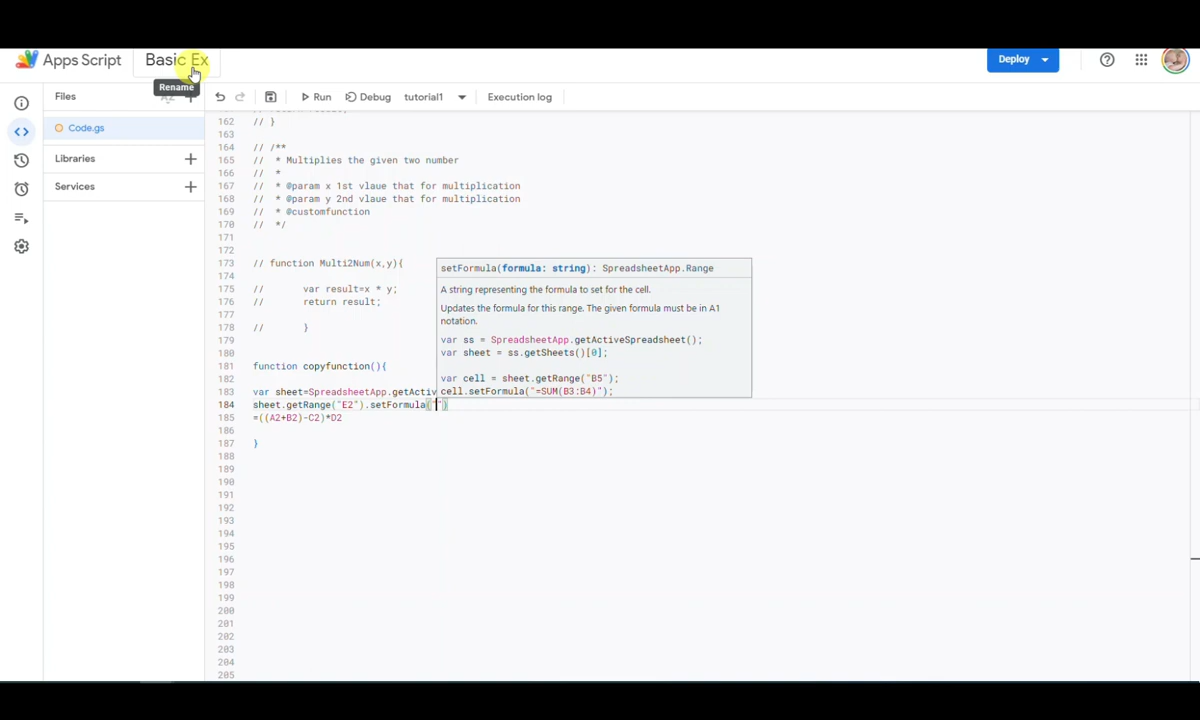 Apps Script
Basic Ex
Deploy
Rename
Files
AZ
Run
Debug
tutorial1
Execution log
Code.gs
Libraries
Services
162 // }
163
164 // /**
165 // * Multiplies the given two number
166 // *
167 // * @param x 1st vlaue that for multiplication
168 // * @param y 2nd vlaue that for multiplication
169 // * @customfunction
170 // */
171
172
173 // function Multi2Num(x,y){
174
175 // var result=x * y;
176 // return result;
177
178 // }
179
180
181 function copyfunction(){
182
183 var sheet=SpreadsheetApp.getActiv
184 sheet.getRange("E2").setFormula("")
185 =((A2+B2)-C2)*D2
186
187 }
188
189
190
191
192
193
194
195
196
197
198
199
200
201
202
203
204
205
setFormula(formula: string): SpreadsheetApp.Range
A string representing the formula to set for the cell.
Updates the formula for this range. The given formula must be in A1
notation.
var ss = SpreadsheetApp.getActiveSpreadsheet();
var sheet = ss.getSheets()[0];
var cell = sheet.getRange("B5");
cell.setFormula("=SUM(B3:B4)");